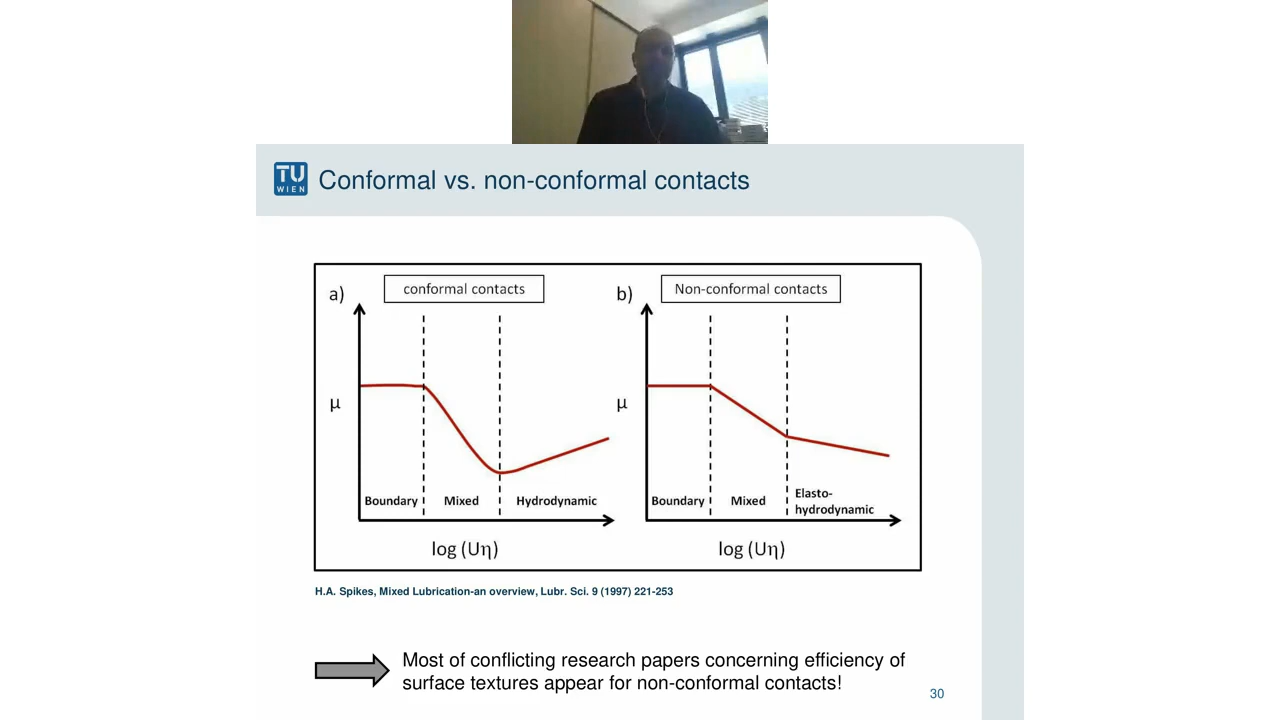 TU
WIEN
Conformal vs. non-conformal contacts
a)
conformal contacts
μ
Boundary
Mixed
Hydrodynamic
log (Uη)
b)
Non-conformal contacts
μ
Boundary
Mixed
Elasto-
hydrodynamic
log (Uη)
H.A. Spikes, Mixed Lubrication-an overview, Lubr. Sci. 9 (1997) 221-253
Most of conflicting research papers concerning efficiency of
surface textures appear for non-conformal contacts!
30